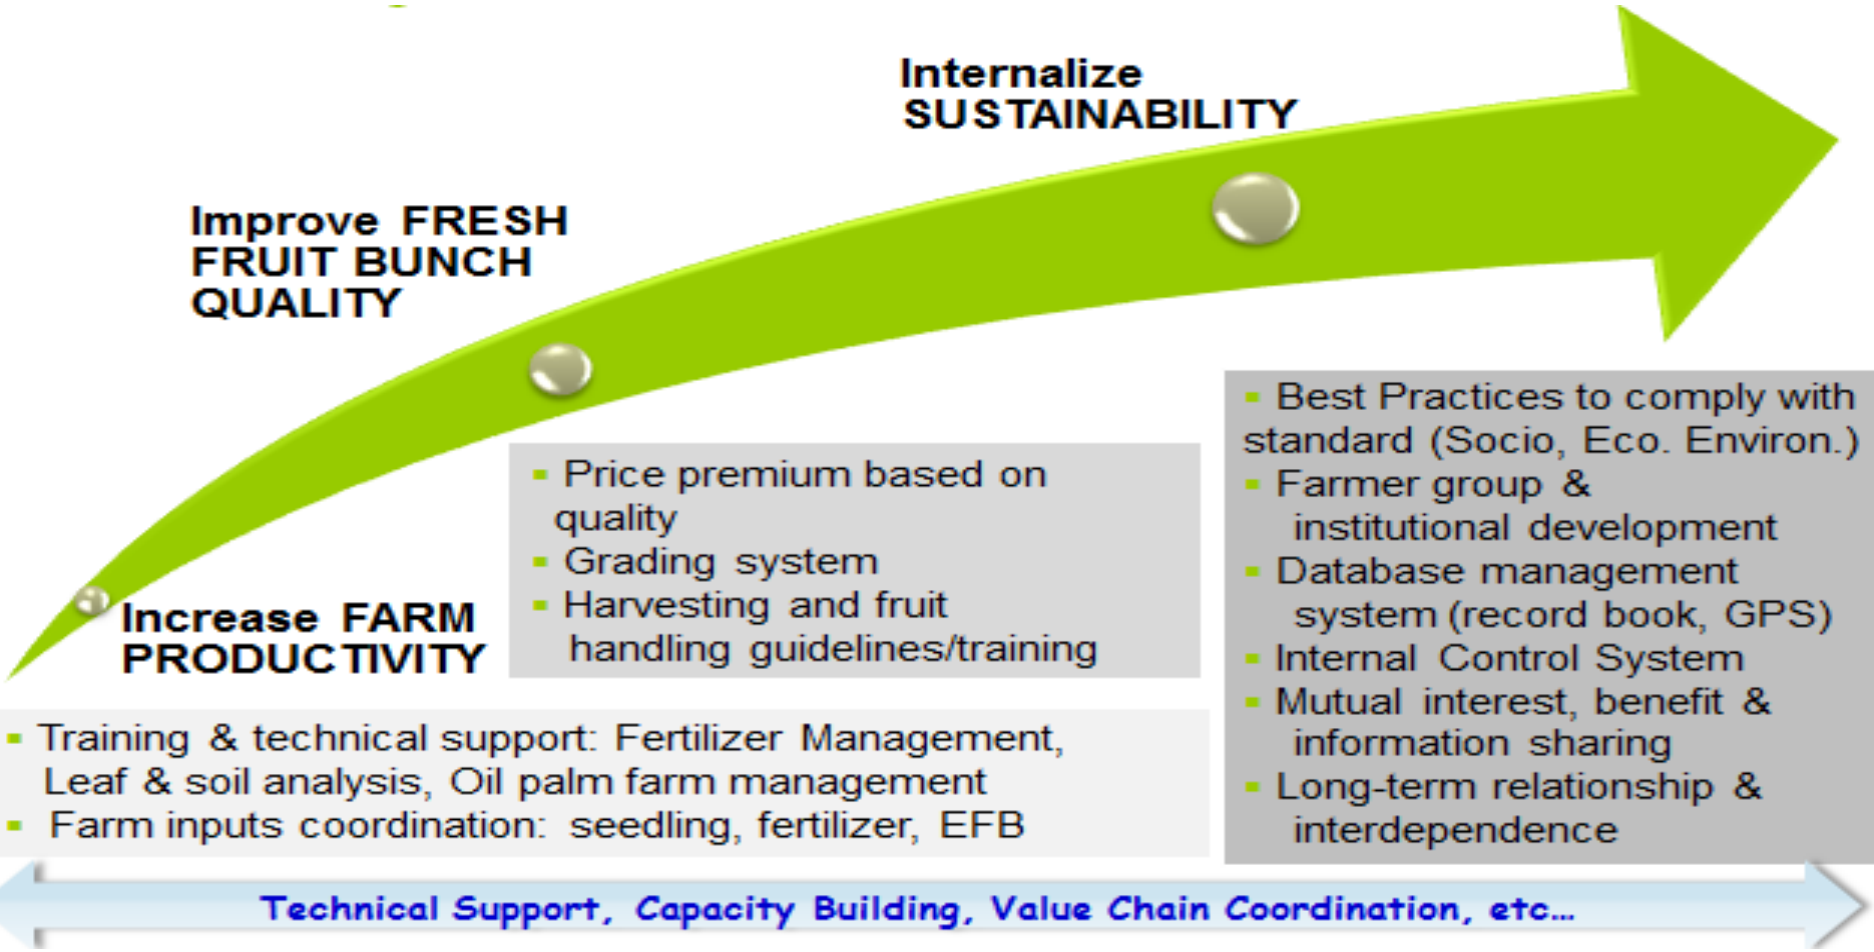 Internalize
SUSTAINABILITY
Improve FRESH
FRUIT BUNCH
QUALITY
Increase FARM
PRODUCTIVITY
▪ Price premium based on
quality
▪ Grading system
▪ Harvesting and fruit
handling guidelines/training
▪ Best Practices to comply with
standard (Socio, Eco. Environ.)
▪ Farmer group &
institutional development
▪ Database management
system (record book, GPS)
▪ Internal Control System
▪ Mutual interest, benefit &
information sharing
▪ Long-term relationship &
interdependence
▪ Training & technical support: Fertilizer Management,
Leaf & soil analysis, Oil palm farm management
▪ Farm inputs coordination: seedling, fertilizer, EFB
Technical Support, Capacity Building, Value Chain Coordination, etc...